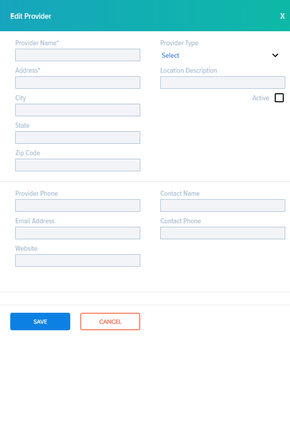 Edit Provider X
Provider Name* Provider Type
Select
Address* Location Description
City Active
State
Zip Code
Provider Phone Contact Name
Email Address Contact Phone
Website
SAVE CANCEL